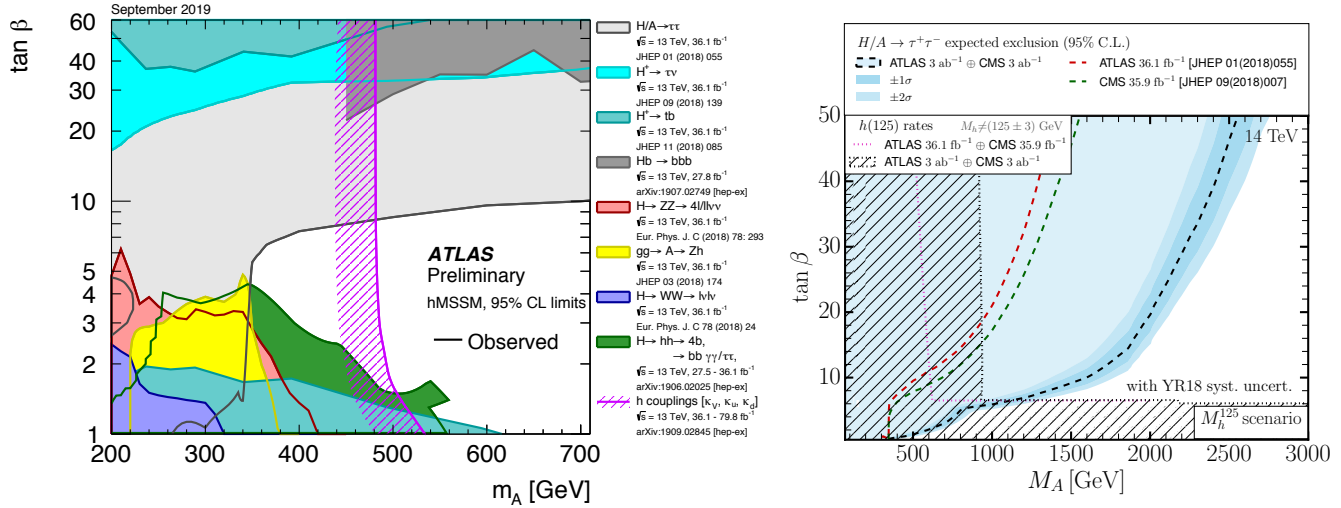 September 2019
tan β
60
50
40
30
20
10
5
4
3
2
1
200 300 400 500 600 700
m_A [GeV]
ATLAS
Preliminary
hMSSM, 95% CL limits
— Observed
H/A→ττ
√s = 13 TeV, 36.1 fb⁻¹
JHEP 01 (2018) 055
H⁺→ τν
√s = 13 TeV, 36.1 fb⁻¹
JHEP 09 (2018) 139
H⁺→ tb
√s = 13 TeV, 36.1 fb⁻¹
JHEP 11 (2018) 085
Hb → bbb
√s = 13 TeV, 27.8 fb⁻¹
arXiv:1907.02749 [hep-ex]
H→ ZZ→ 4l/llνν
√s = 13 TeV, 36.1 fb⁻¹
Eur. Phys. J. C (2018) 78: 293
gg→ A→ Zh
√s = 13 TeV, 36.1 fb⁻¹
JHEP 03 (2018) 174
H→ WW→ lνlν
√s = 13 TeV, 36.1 fb⁻¹
Eur. Phys. J. C 78 (2018) 24
H→ hh→ 4b,
→ bb γγ/ττ,
√s = 13 TeV, 27.5 - 36.1 fb⁻¹
arXiv:1906.02025 [hep-ex]
h couplings [κ_V, κ_u, κ_d]
√s = 13 TeV, 36.1 - 79.8 fb⁻¹
arXiv:1909.02845 [hep-ex]
H/A → τ⁺τ⁻ expected exclusion (95% C.L.)
ATLAS 3 ab⁻¹ ⊕ CMS 3 ab⁻¹
±1σ
±2σ
ATLAS 36.1 fb⁻¹ [JHEP 01(2018)055]
CMS 35.9 fb⁻¹ [JHEP 09(2018)007]
h(125) rates M_h≠(125 ± 3) GeV
ATLAS 36.1 fb⁻¹ ⊕ CMS 35.9 fb⁻¹
ATLAS 3 ab⁻¹ ⊕ CMS 3 ab⁻¹
14 TeV
tan β
50
40
30
20
10
with YR18 syst. uncert.
M_h¹²⁵ scenario
500 1000 1500 2000 2500 3000
M_A [GeV]